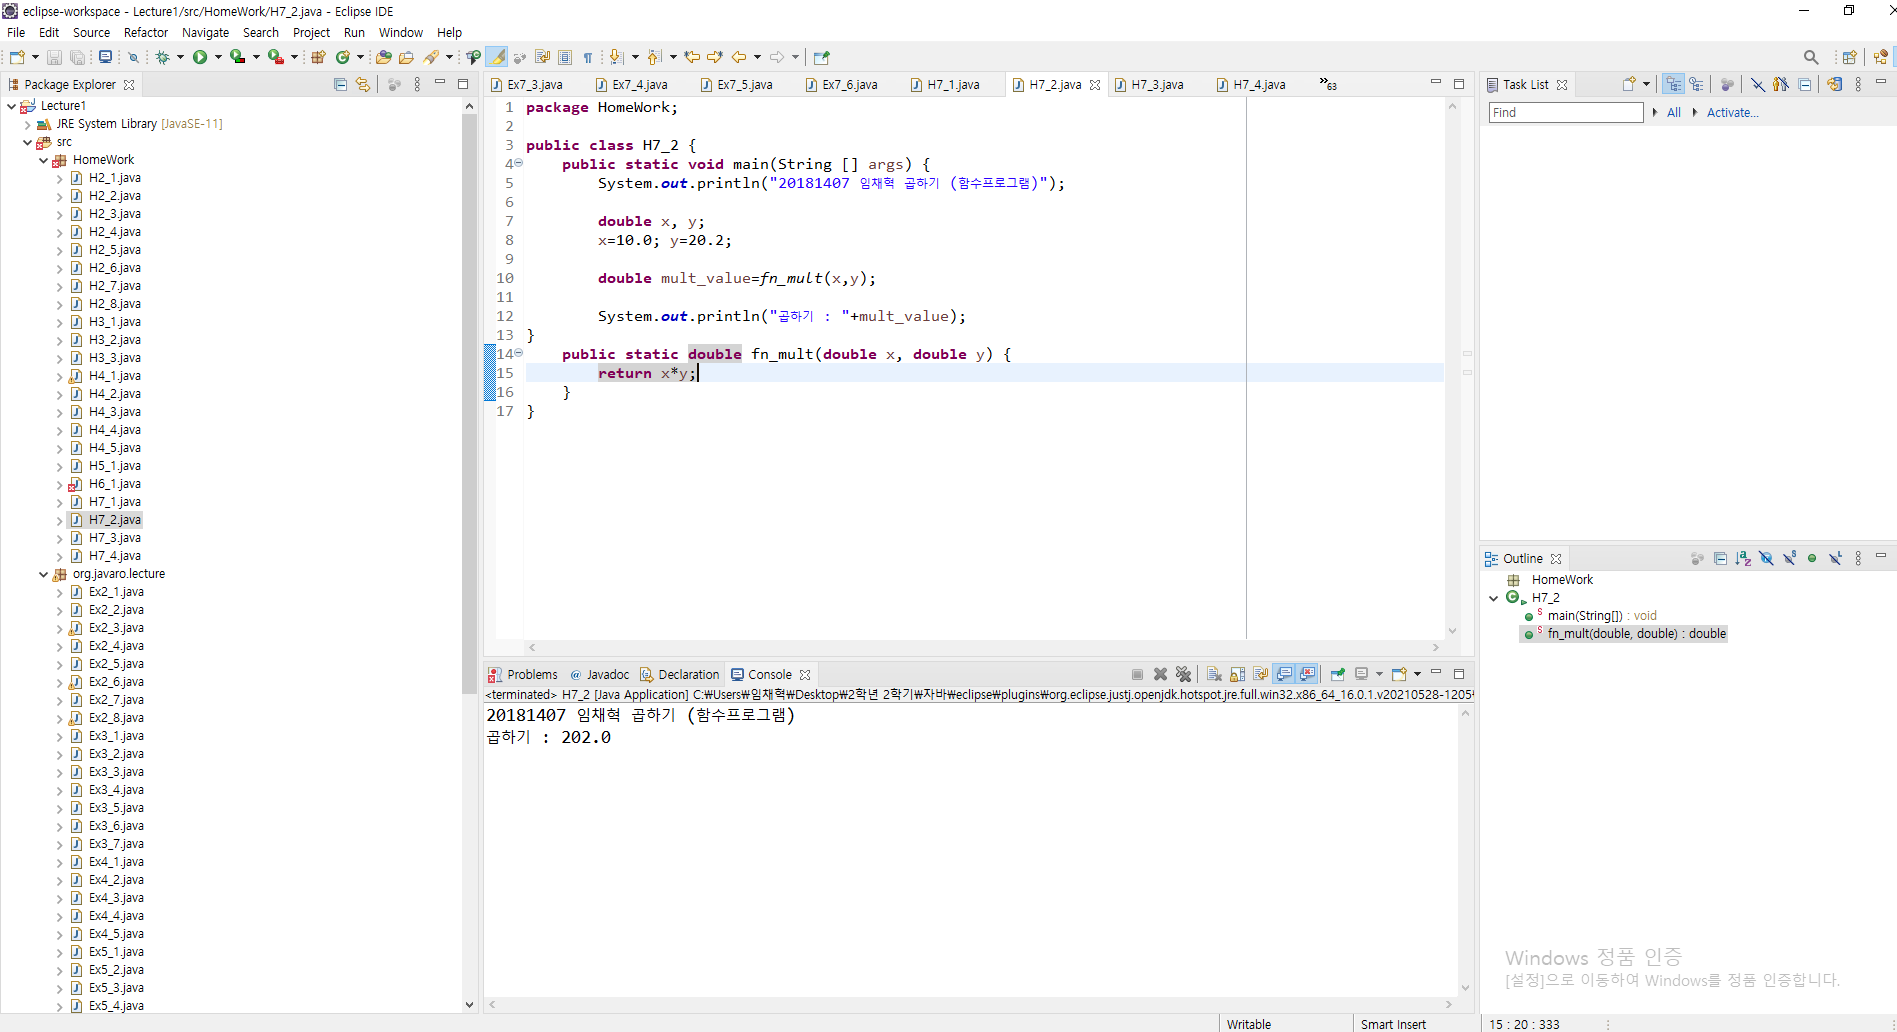 eclipse-workspace - Lecture1/src/HomeWork/H7_2.java - Eclipse IDE
File Edit Source Refactor Navigate Search Project Run Window Help
Package Explorer
Lecture1
JRE System Library [JavaSE-11]
src
HomeWork
H2_1.java
H2_2.java
H2_3.java
H2_4.java
H2_5.java
H2_6.java
H2_7.java
H2_8.java
H3_1.java
H3_2.java
H3_3.java
H4_1.java
H4_2.java
H4_3.java
H4_4.java
H4_5.java
H5_1.java
H6_1.java
H7_1.java
H7_2.java
H7_3.java
H7_4.java
org.javaro.lecture
Ex2_1.java
Ex2_2.java
Ex2_3.java
Ex2_4.java
Ex2_5.java
Ex2_6.java
Ex2_7.java
Ex2_8.java
Ex3_1.java
Ex3_2.java
Ex3_3.java
Ex3_4.java
Ex3_5.java
Ex3_6.java
Ex3_7.java
Ex4_1.java
Ex4_2.java
Ex4_3.java
Ex4_4.java
Ex4_5.java
Ex5_1.java
Ex5_2.java
Ex5_3.java
Ex5_4.java
Ex7_3.java Ex7_4.java Ex7_5.java Ex7_6.java H7_1.java H7_2.java H7_3.java H7_4.java »63
1 package HomeWork;
2
3 public class H7_2 {
4 public static void main(String [] args) {
5 System.out.println("20181407 임채혁 곱하기 (함수프로그램)");
6
7 double x, y;
8 x=10.0; y=20.2;
9
10 double mult_value=fn_mult(x,y);
11
12 System.out.println("곱하기 : "+mult_value);
13 }
14 public static double fn_mult(double x, double y) {
15 return x*y;
16 }
17 }
Problems @ Javadoc Declaration Console
<terminated> H7_2 [Java Application] C:₩Users₩임채혁₩Desktop₩2학년 2학기₩자바₩eclipse₩plugins₩org.eclipse.justj.openjdk.hotspot.jre.full.win32.x86_64_16.0.1.v20210528-1205₩
20181407 임채혁 곱하기 (함수프로그램)
곱하기 : 202.0
Task List
Find All Activate...
Outline
HomeWork
H7_2
main(String[]) : void
fn_mult(double, double) : double
Windows 정품 인증
[설정]으로 이동하여 Windows를 정품 인증합니다.
Writable Smart Insert 15 : 20 : 333